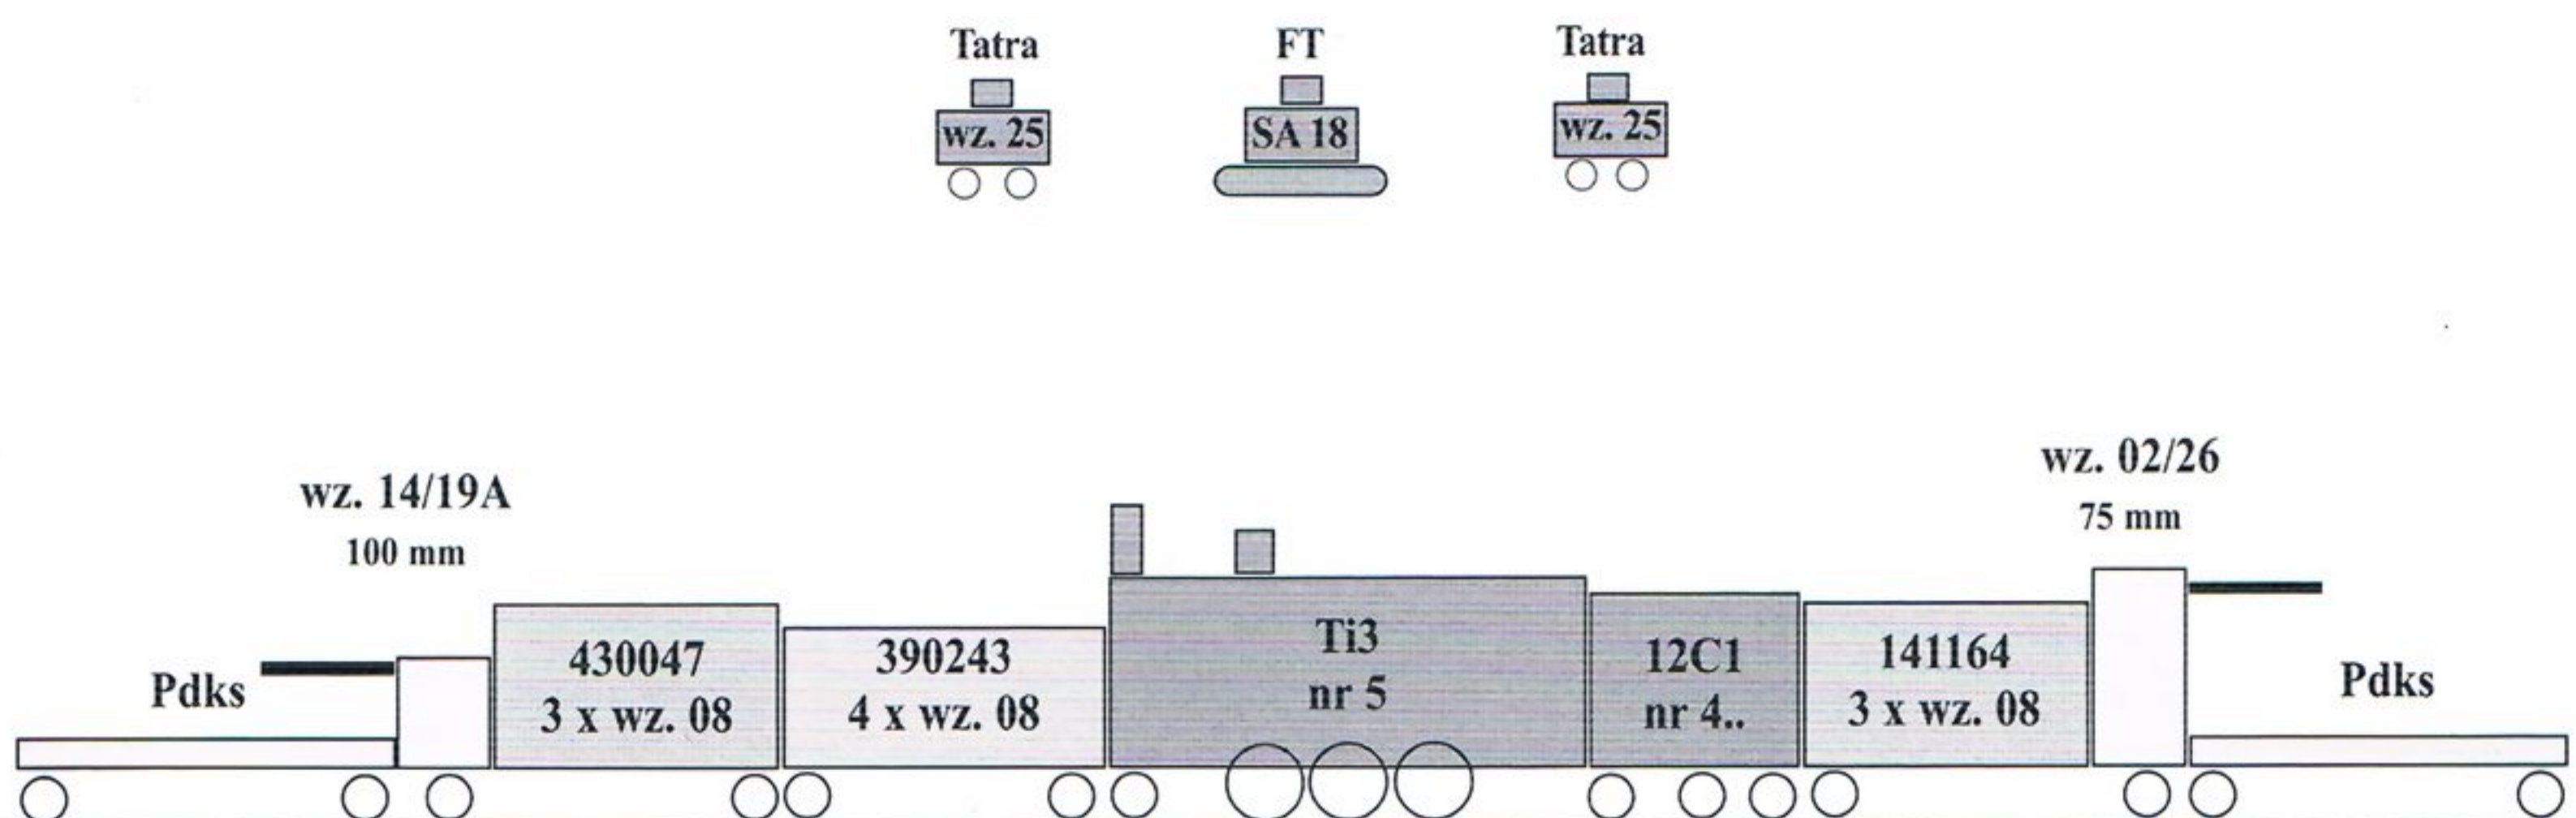 Tatra
FT
Tatra
wz. 25
SA 18
wz. 25
wz. 14/19A
100 mm
wz. 02/26
75 mm
Pdks
430047
3 x wz. 08
390243
4 x wz. 08
Ti3
nr 5
12C1
nr 4..
141164
3 x wz. 08
Pdks